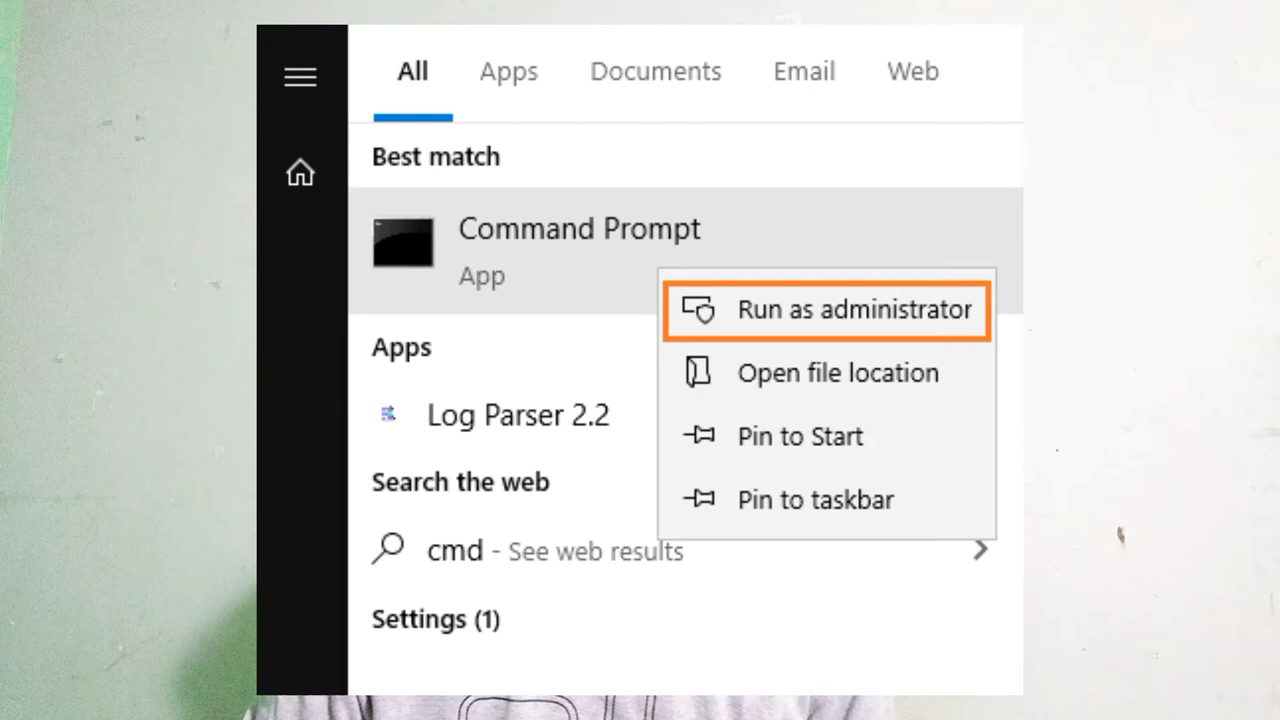 All Apps Documents Email Web
Best match
Command Prompt
App
Run as administrator
Open file location
Pin to Start
Pin to taskbar
Apps
Log Parser 2.2
Search the web
cmd - See web results
Settings (1)